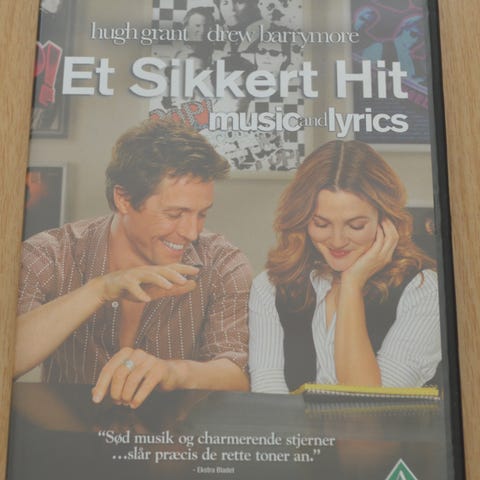 hugh grant drew barrymore
Et Sikkert Hit
music and lyrics
“Sød musik og charmerende stjerner
...slår præcis de rette toner an.”
- Ekstra Bladet
A